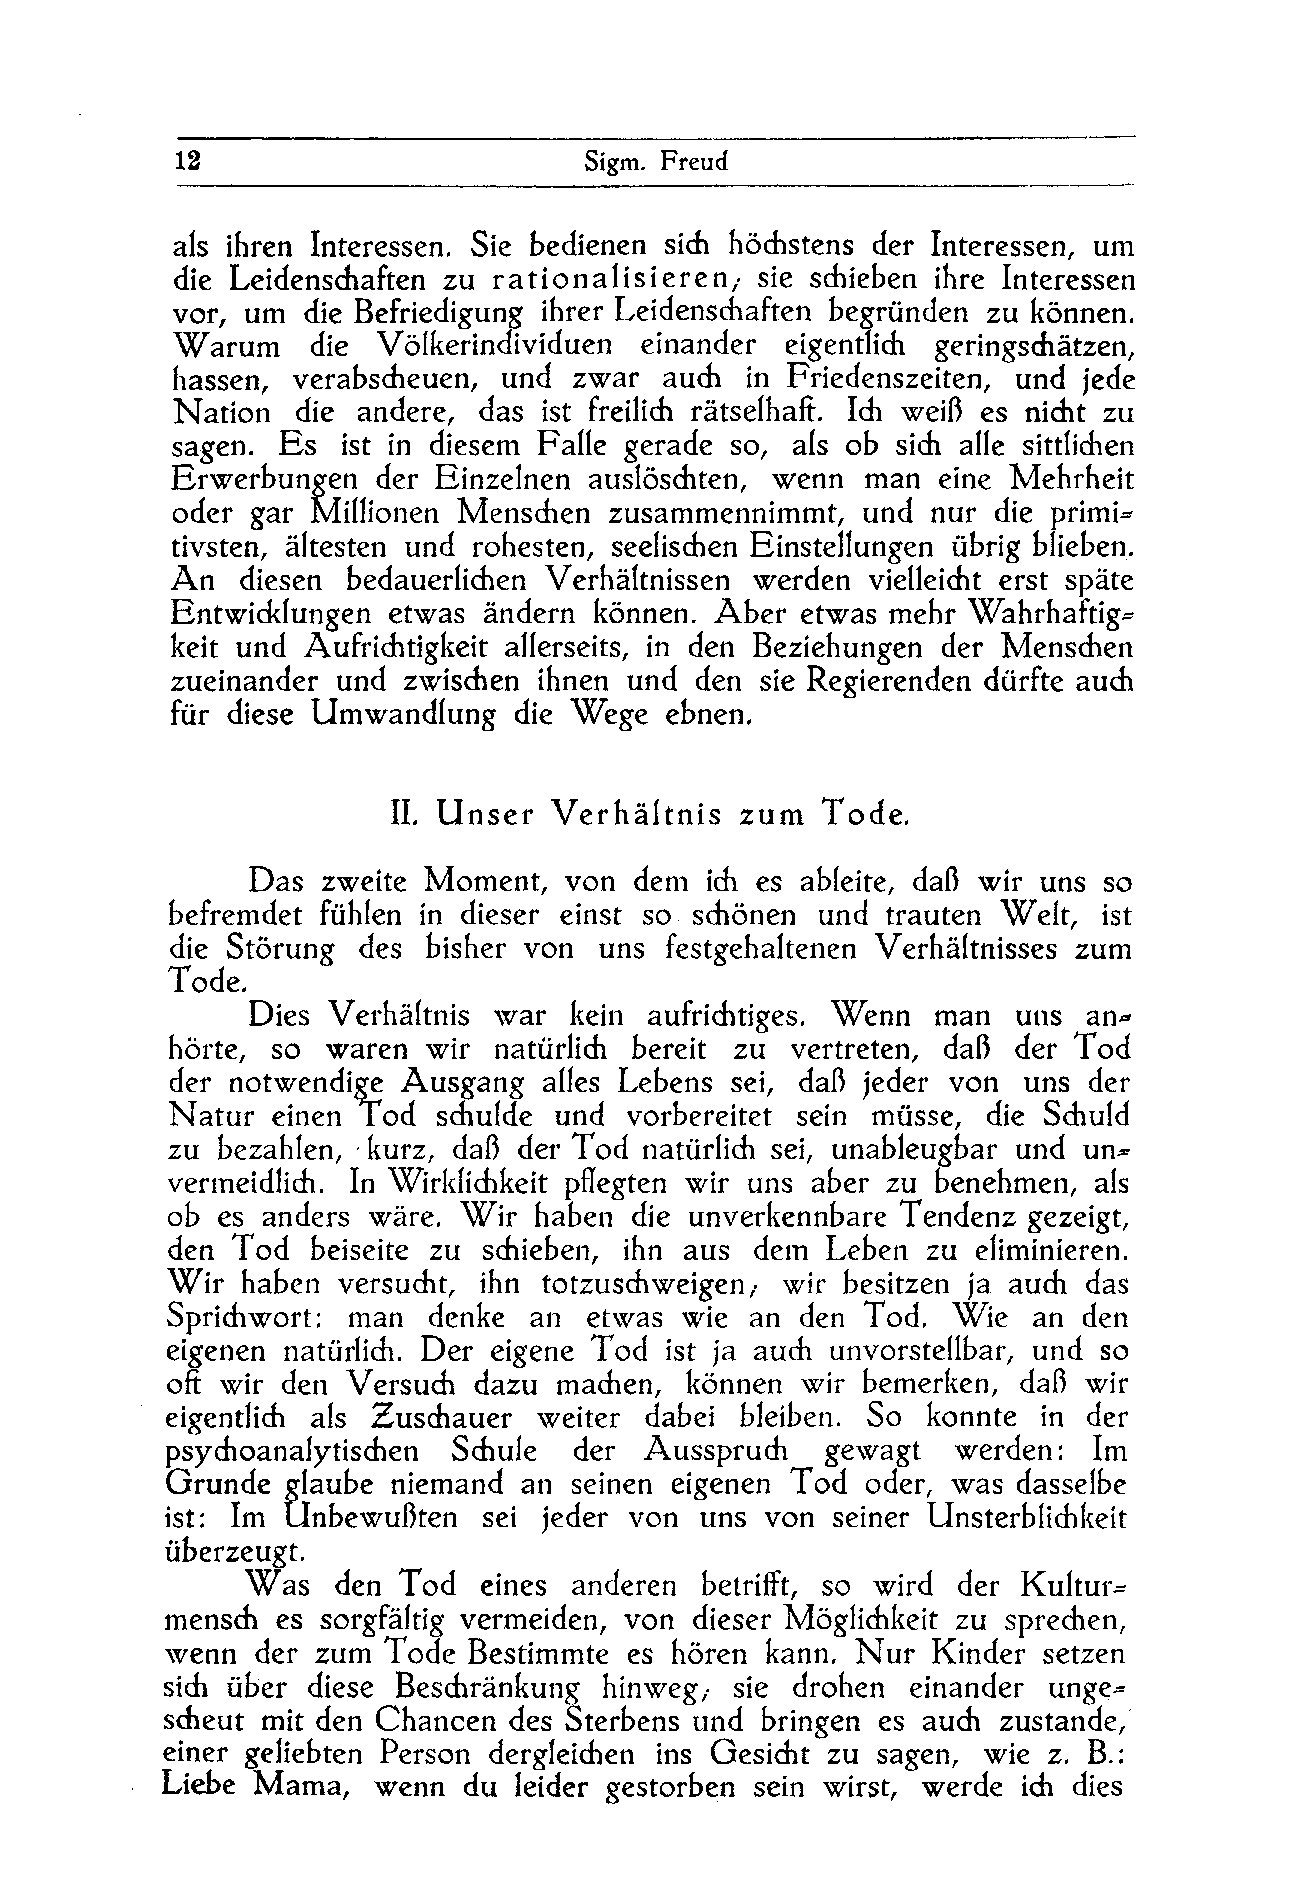 12 Sigm. Freud
als ihren Interessen. Sie bedienen sich höchstens der Interessen, um
die Leidenschaften zu rationalisieren; sie schieben ihre Interessen
vor, um die Befriedigung ihrer Leidenschaften begründen zu können.
Warum die Völkerindividuen einander eigentlich geringschätzen,
hassen, verabscheuen, und zwar auch in Friedenszeiten, und jede
Nation die andere, das ist freilich rätselhaft. Ich weiß es nicht zu
sagen. Es ist in diesem Falle gerade so, als ob sich alle sittlichen
Erwerbungen der Einzelnen auslöschten, wenn man eine Mehrheit
oder gar Millionen Menschen zusammennimmt, und nur die primi-
tivsten, ältesten und rohesten, seelischen Einstellungen übrig blieben.
An diesen bedauerlichen Verhältnissen werden vielleicht erst späte
Entwicklungen etwas ändern können. Aber etwas mehr Wahrhaftig-
keit und Aufrichtigkeit allerseits, in den Beziehungen der Menschen
zueinander und zwischen ihnen und den sie Regierenden dürfte auch
für diese Umwandlung die Wege ebnen.
II. Unser Verhältnis zum Tode.
Das zweite Moment, von dem ich es ableite, daß wir uns so
befremdet fühlen in dieser einst so schönen und trauten Welt, ist
die Störung des bisher von uns festgehaltenen Verhältnisses zum
Tode.
Dies Verhältnis war kein aufrichtiges. Wenn man uns an-
hörte, so waren wir natürlich bereit zu vertreten, daß der Tod
der notwendige Ausgang alles Lebens sei, daß jeder von uns der
Natur einen Tod schulde und vorbereitet sein müsse, die Schuld
zu bezahlen, kurz, daß der Tod natürlich sei, unableugbar und un-
vermeidlich. In Wirklichkeit pflegten wir uns aber zu benehmen, als
ob es anders wäre. Wir haben die unverkennbare Tendenz gezeigt,
den Tod beiseite zu schieben, ihn aus dem Leben zu eliminieren.
Wir haben versucht, ihn totzuschweigen; wir besitzen ja auch das
Sprichwort: man denke an etwas wie an den Tod. Wie an den
eigenen natürlich. Der eigene Tod ist ja auch unvorstellbar, und so
oft wir den Versuch dazu machen, können wir bemerken, daß wir
eigentlich als Zuschauer weiter dabei bleiben. So konnte in der
psychoanalytischen Schule der Ausspruch gewagt werden: Im
Grunde glaube niemand an seinen eigenen Tod oder, was dasselbe
ist: Im Unbewußten sei jeder von uns von seiner Unsterblichkeit
überzeugt.
Was den Tod eines anderen betrifft, so wird der Kultur-
mensch es sorgfältig vermeiden, von dieser Möglichkeit zu sprechen,
wenn der zum Tode Bestimmte es hören kann. Nur Kinder setzen
sich über diese Beschränkung hinweg; sie drohen einander unge-
scheut mit den Chancen des Sterbens und bringen es auch zustande,
einer geliebten Person dergleichen ins Gesicht zu sagen, wie z. B.:
Liebe Mama, wenn du leider gestorben sein wirst, werde ich dies